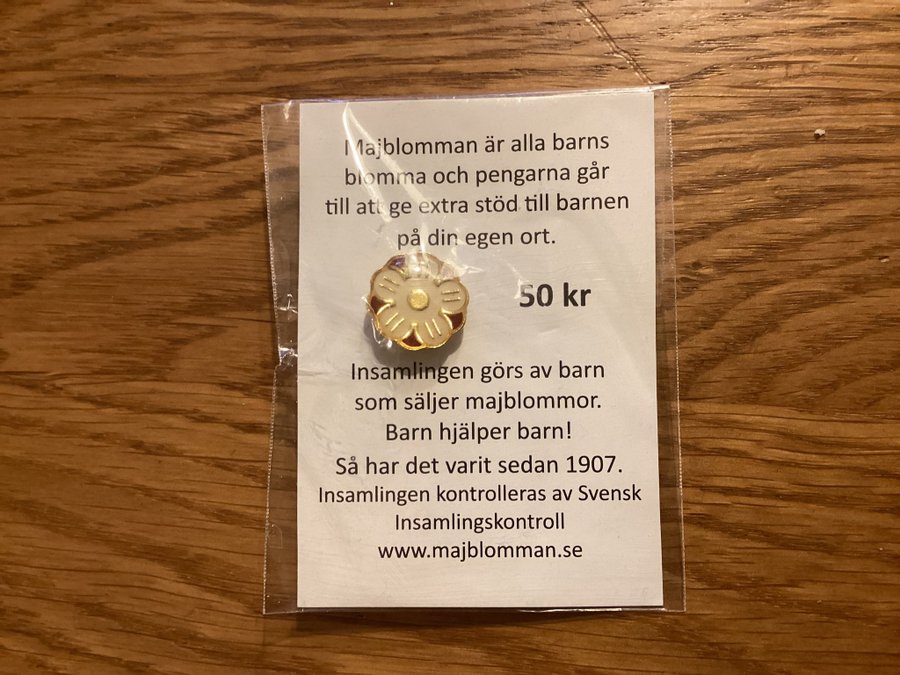 Majblomman är alla barns
blomma och pengarna går
till att ge extra stöd till barnen
på din egen ort.
50 kr
Insamlingen görs av barn
som säljer majblommor.
Barn hjälper barn!
Så har det varit sedan 1907.
Insamlingen kontrolleras av Svensk
Insamlingskontroll
www.majblomman.se